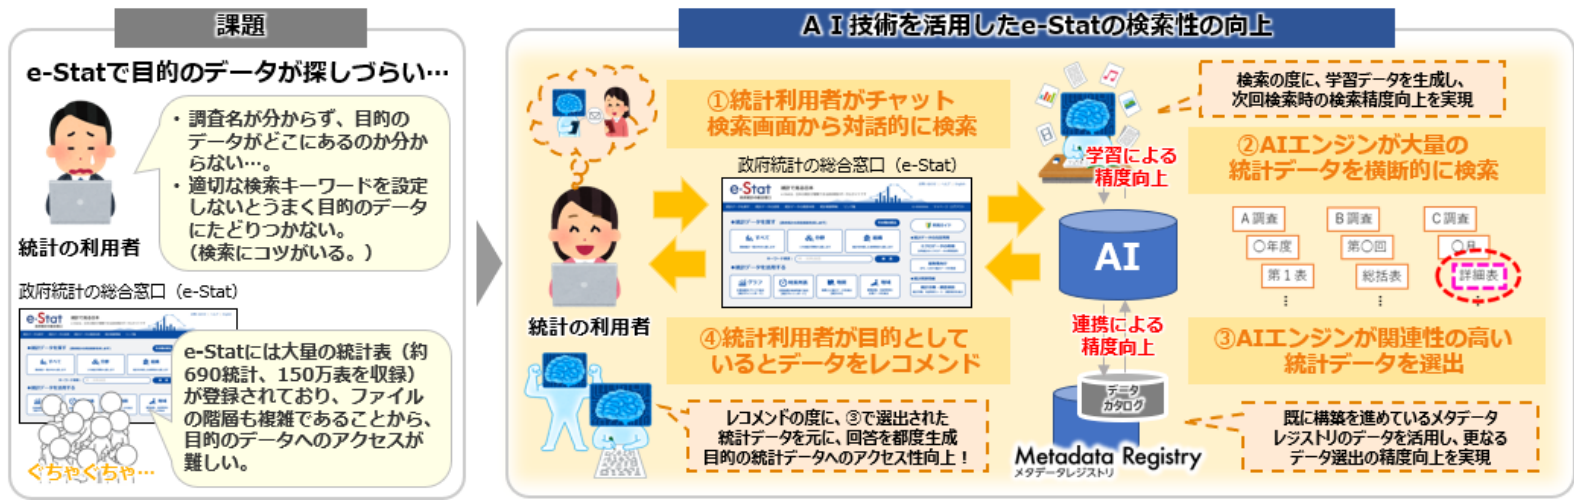 課題
e-Statで目的のデータが探しづらい…
・調査名が分からず、目的の
データがどこにあるのか分か
らない…。
・適切な検索キーワードを設定
しないとうまく目的のデータ
にたどりつかない。
（検索にコツがいる。）
統計の利用者
政府統計の総合窓口（e-Stat）
e-Stat
e-Statには大量の統計表（約
690統計、150万表を収録）
が登録されており、ファイル
の階層も複雑であることから、
目的のデータへのアクセスが
難しい。
ぐちゃぐちゃ…
ＡＩ技術を活用したe-Statの検索性の向上
①統計利用者がチャット
検索画面から対話的に検索
政府統計の総合窓口（e-Stat）
e-Stat
統計の利用者
④統計利用者が目的として
いるとデータをレコメンド
レコメンドの度に、③で選出された
統計データを元に、回答を都度生成
目的の統計データへのアクセス性向上！
検索の度に、学習データを生成し、
次回検索時の検索精度向上を実現
学習による
精度向上
AI
連携による
精度向上
データ
カタログ
Metadata Registry
メタデータレジストリ
②AIエンジンが大量の
統計データを横断的に検索
A調査
B調査
C調査
〇年度
第〇回
〇月
第１表
総括表
詳細表
③AIエンジンが関連性の高い
統計データを選出
既に構築を進めているメタデータ
レジストリのデータを活用し、更なる
データ選出の精度向上を実現